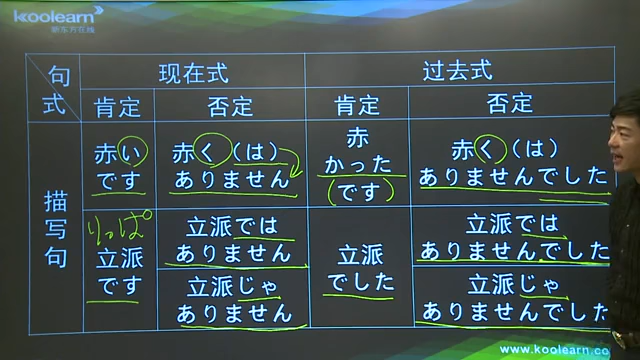 koolearn
新东方在线
句式
现在式
过去式
肯定
否定
肯定
否定
描写句
赤い
です
赤く(は)
ありません
赤
かった
(です)
赤く(は)
ありませんでした
りっぱ
立派
です
立派では
ありません
立派じゃ
ありません
立派
でした
立派では
ありませんでした
立派じゃ
ありませんでした
www.koolearn.co